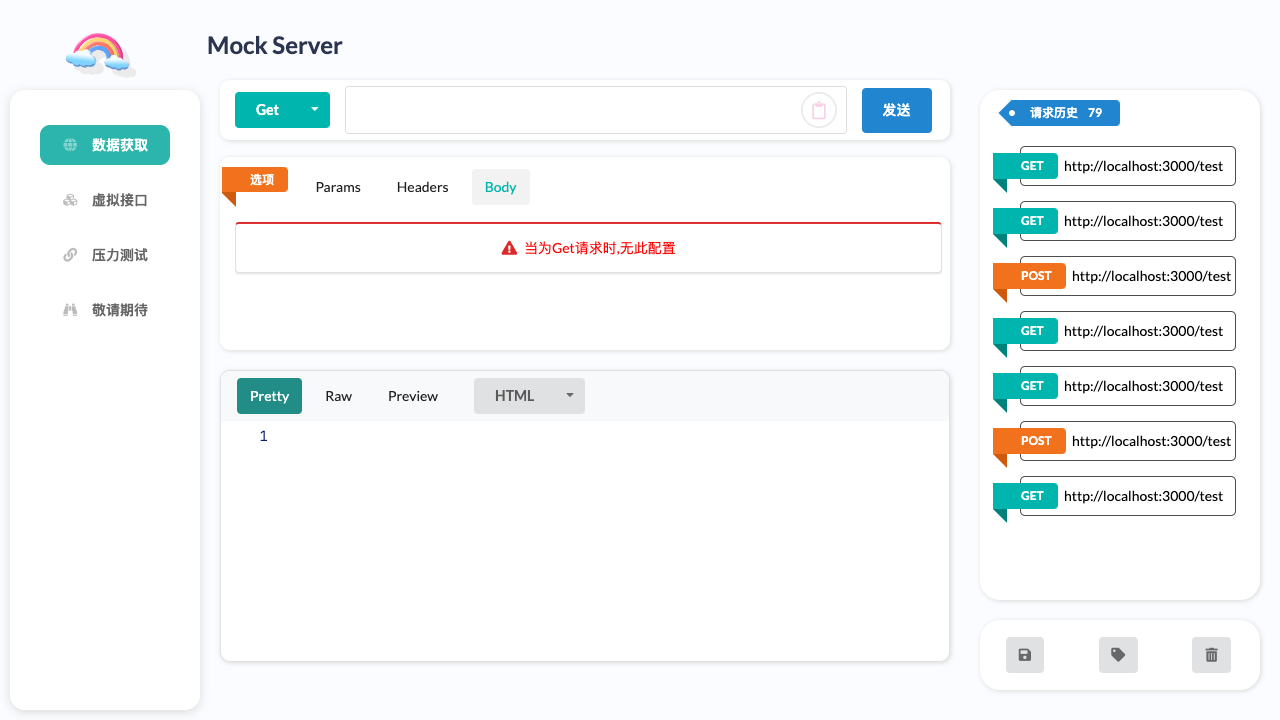 Mock Server
数据获取
虚拟接口
压力测试
敬请期待
Get
发送
选项
Params
Headers
Body
当为Get请求时,无此配置
Pretty
Raw
Preview
HTML
1
请求历史 79
GET http://localhost:3000/test
GET http://localhost:3000/test
POST http://localhost:3000/test
GET http://localhost:3000/test
GET http://localhost:3000/test
POST http://localhost:3000/test
GET http://localhost:3000/test